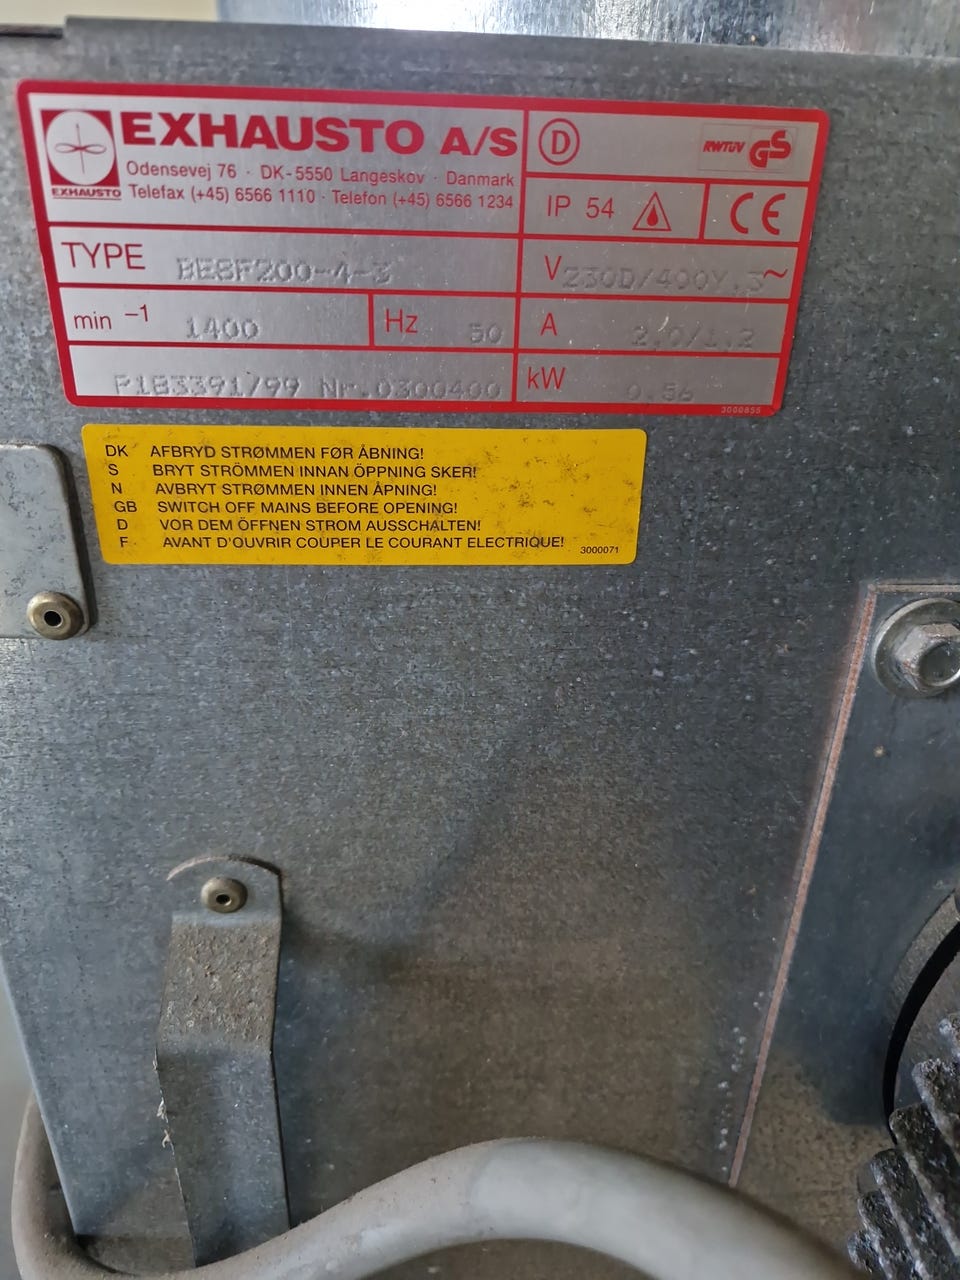 EXHAUSTO A/S
EXHAUSTO
Odensevej 76 · DK-5550 Langeskov · Danmark
Telefax (+45) 6566 1110 · Telefon (+45) 6566 1234
D
RWTÜV GS
IP 54
CE
TYPE BESF200-4-3
V 230D/400Y,3~
min -1 1400 Hz 50
A 2,0/1,2
P1B3391/99 Nr.0300400
kW 0.56
3000855
DK AFBRYD STRØMMEN FØR ÅBNING!
S BRYT STRÖMMEN INNAN ÖPPNING SKER!
N AVBRYT STRØMMEN INNEN ÅPNING!
GB SWITCH OFF MAINS BEFORE OPENING!
D VOR DEM ÖFFNEN STROM AUSSCHALTEN!
F AVANT D'OUVRIR COUPER LE COURANT ELECTRIQUE!
3000071